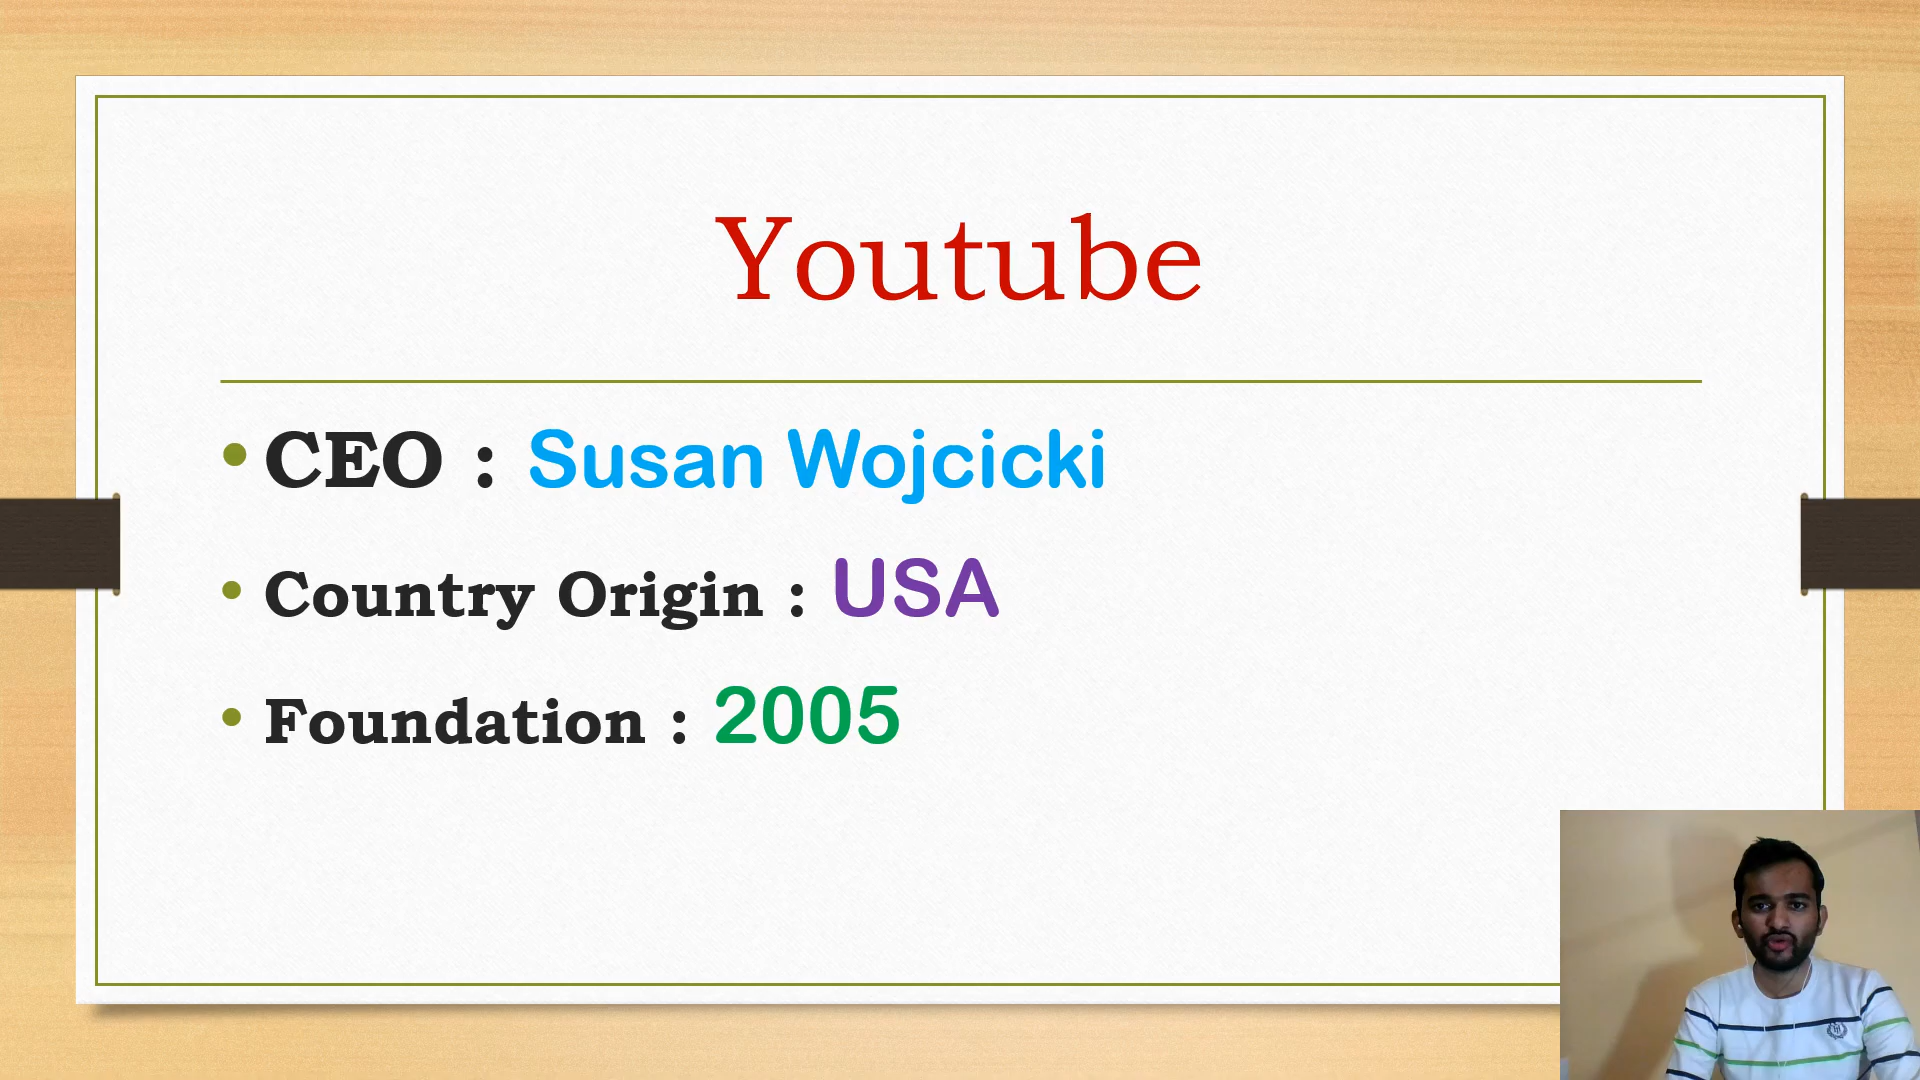 Youtube
• CEO : Susan Wojcicki
• Country Origin : USA
• Foundation : 2005